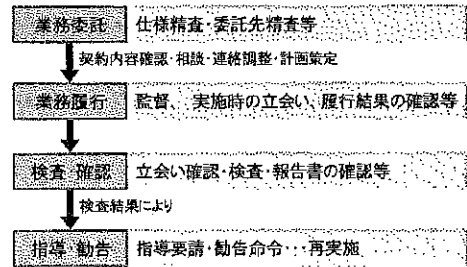 業務委託 仕様精査・委託先精査等
契約内容確認・相談・連絡調整・計画策定
業務履行 監督、実施時の立会い、履行結果の確認等
検査 確認 立会い確認・検査・報告書の確認等
検査結果により
指導 勧告 指導要請・勧告命令・・・再実施